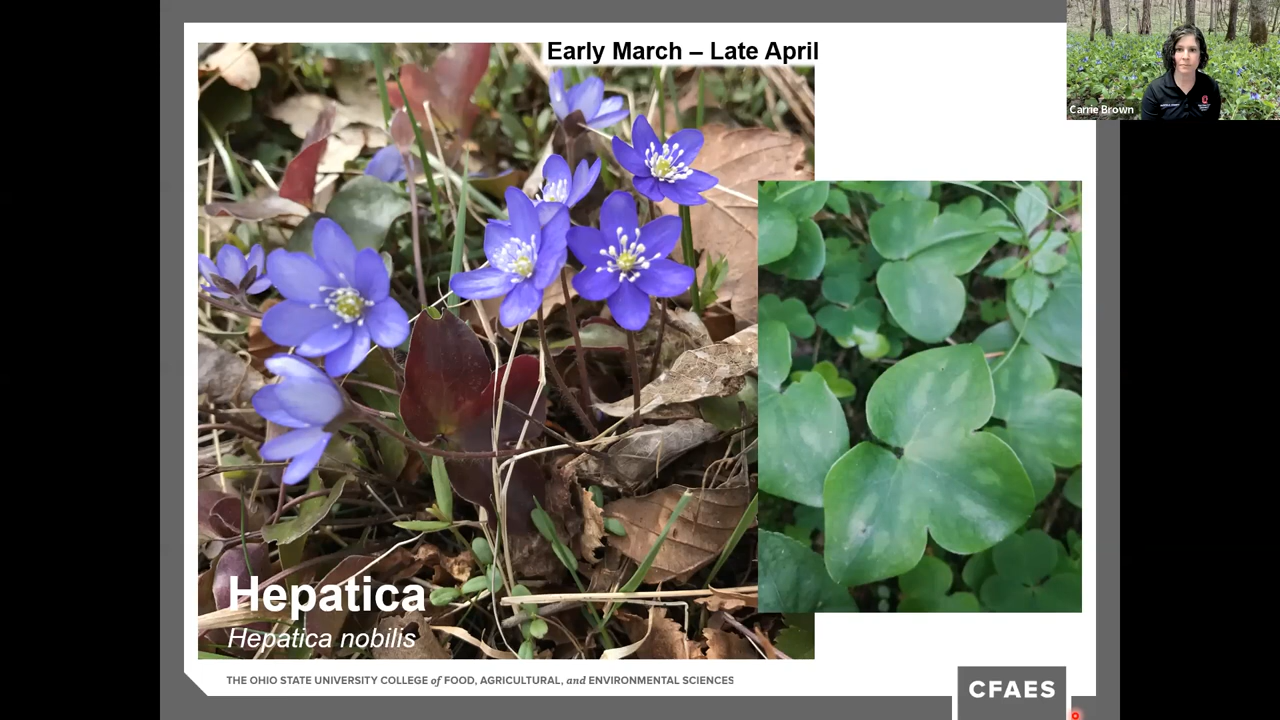 Early March – Late April
Carrie Brown
Hepatica
Hepatica nobilis
THE OHIO STATE UNIVERSITY COLLEGE of FOOD, AGRICULTURAL, and ENVIRONMENTAL SCIENCES
CFAES